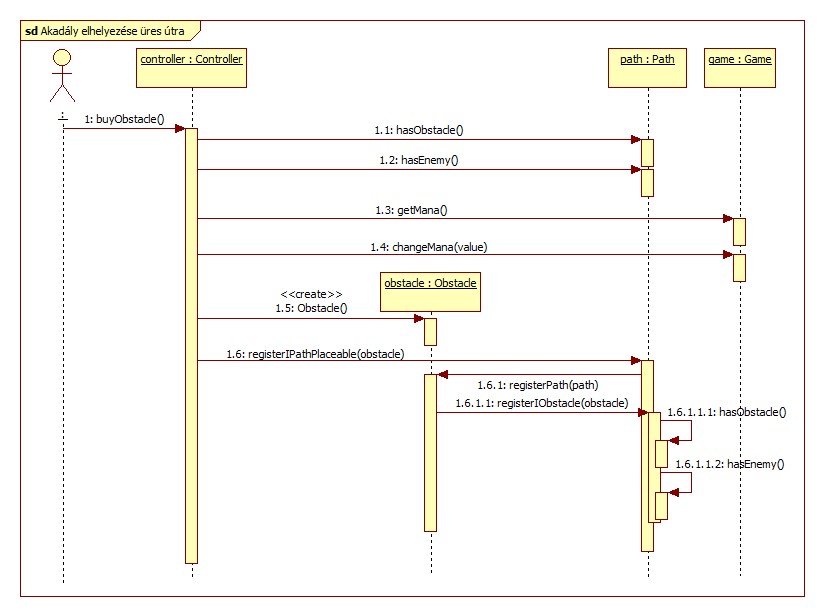 sd Akadály elhelyezése üres útra
controller : Controller
path : Path
game : Game
1: buyObstacle()
1.1: hasObstacle()
1.2: hasEnemy()
1.3: getMana()
1.4: changeMana(value)
obstacle : Obstacle
<<create>>
1.5: Obstacle()
1.6: registerIPathPlaceable(obstacle)
1.6.1: registerPath(path)
1.6.1.1: registerIObstacle(obstacle)
1.6.1.1.1: hasObstacle()
1.6.1.1.2: hasEnemy()